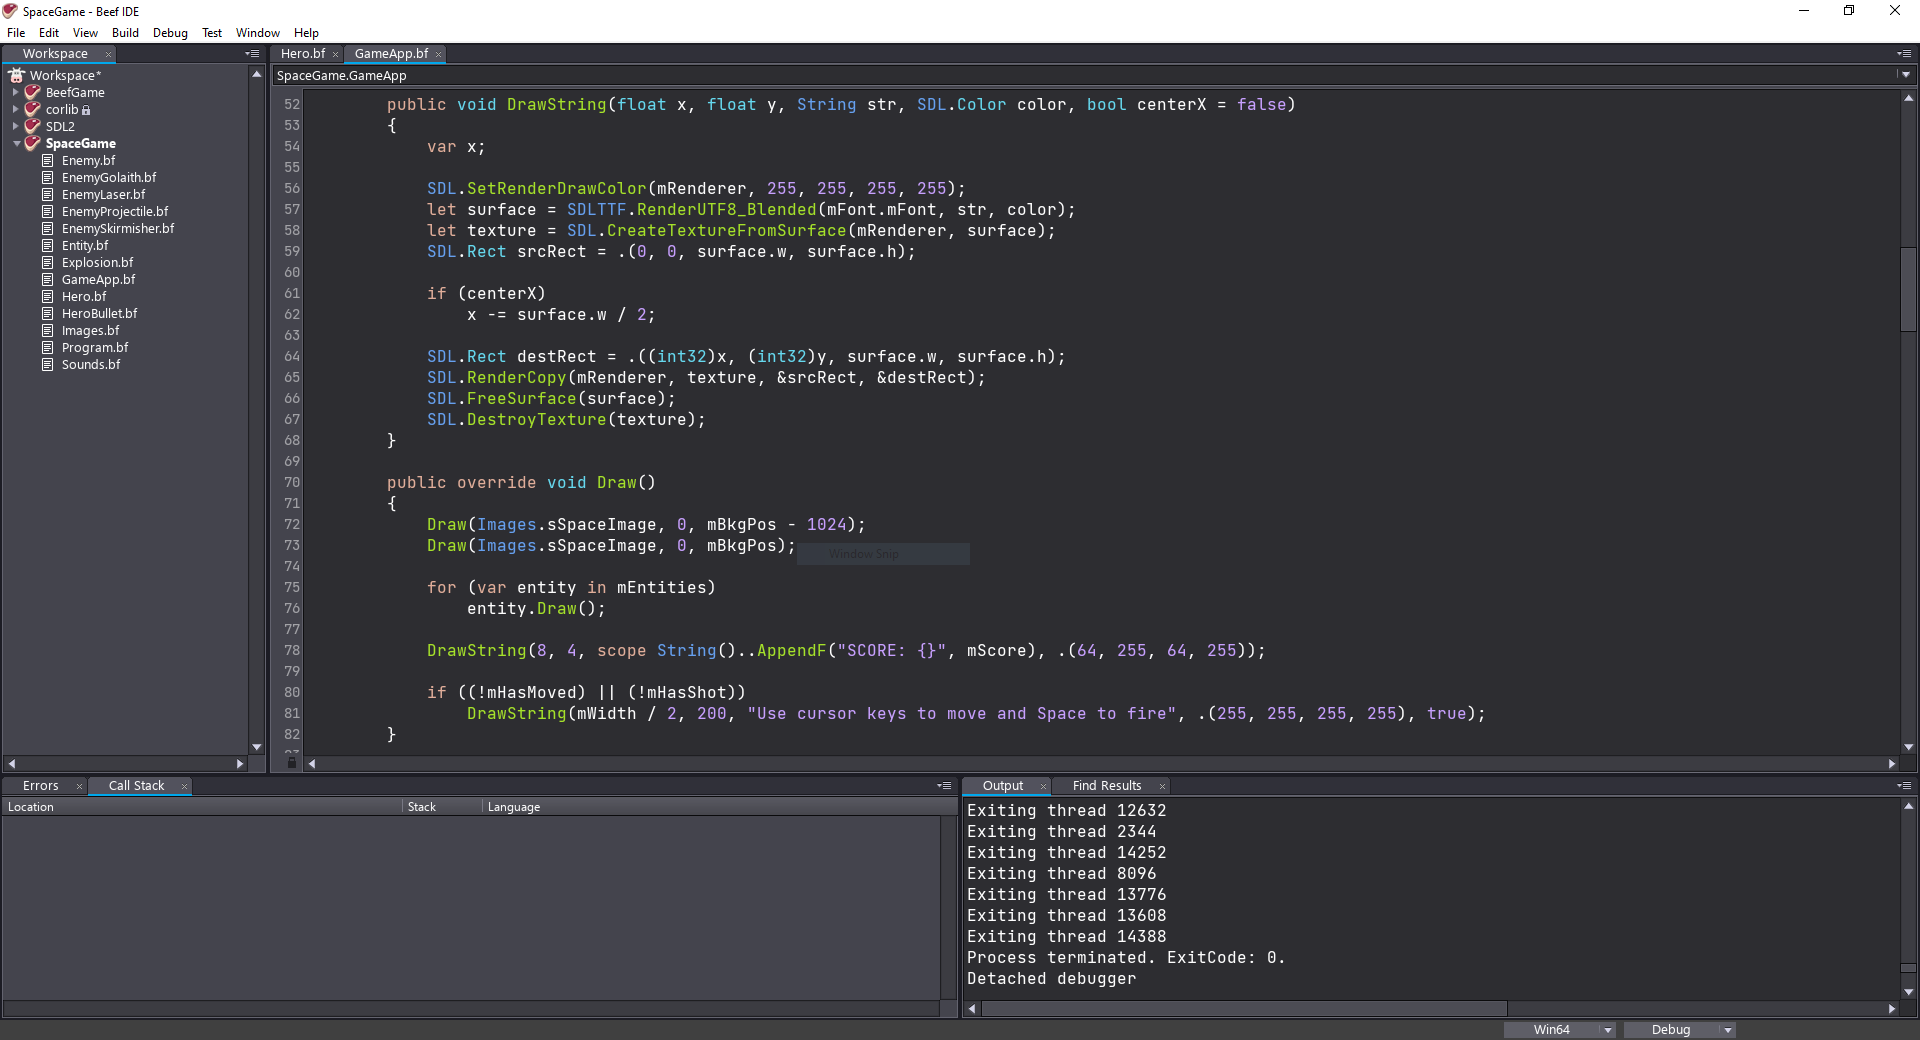 SpaceGame - Beef IDE
File Edit View Build Debug Test Window Help
Workspace ×
Workspace*
BeefGame
corlib
SDL2
SpaceGame
Enemy.bf
EnemyGolaith.bf
EnemyLaser.bf
EnemyProjectile.bf
EnemySkirmisher.bf
Entity.bf
Explosion.bf
GameApp.bf
Hero.bf
HeroBullet.bf
Images.bf
Program.bf
Sounds.bf
Hero.bf × GameApp.bf ×
SpaceGame.GameApp
52 public void DrawString(float x, float y, String str, SDL.Color color, bool centerX = false)
53 {
54 var x;
55
56 SDL.SetRenderDrawColor(mRenderer, 255, 255, 255, 255);
57 let surface = SDLTTF.RenderUTF8_Blended(mFont.mFont, str, color);
58 let texture = SDL.CreateTextureFromSurface(mRenderer, surface);
59 SDL.Rect srcRect = .(0, 0, surface.w, surface.h);
60
61 if (centerX)
62 x -= surface.w / 2;
63
64 SDL.Rect destRect = .((int32)x, (int32)y, surface.w, surface.h);
65 SDL.RenderCopy(mRenderer, texture, &srcRect, &destRect);
66 SDL.FreeSurface(surface);
67 SDL.DestroyTexture(texture);
68 }
69
70 public override void Draw()
71 {
72 Draw(Images.sSpaceImage, 0, mBkgPos - 1024);
73 Draw(Images.sSpaceImage, 0, mBkgPos);
Window Snip
74
75 for (var entity in mEntities)
76 entity.Draw();
77
78 DrawString(8, 4, scope String()..AppendF("SCORE: {}", mScore), .(64, 255, 64, 255));
79
80 if ((!mHasMoved) || (!mHasShot))
81 DrawString(mWidth / 2, 200, "Use cursor keys to move and Space to fire", .(255, 255, 255, 255), true);
82 }
83
Errors × Call Stack ×
Location Stack Language
Output × Find Results ×
Exiting thread 12632
Exiting thread 2344
Exiting thread 14252
Exiting thread 8096
Exiting thread 13776
Exiting thread 13608
Exiting thread 14388
Process terminated. ExitCode: 0.
Detached debugger
Win64 Debug